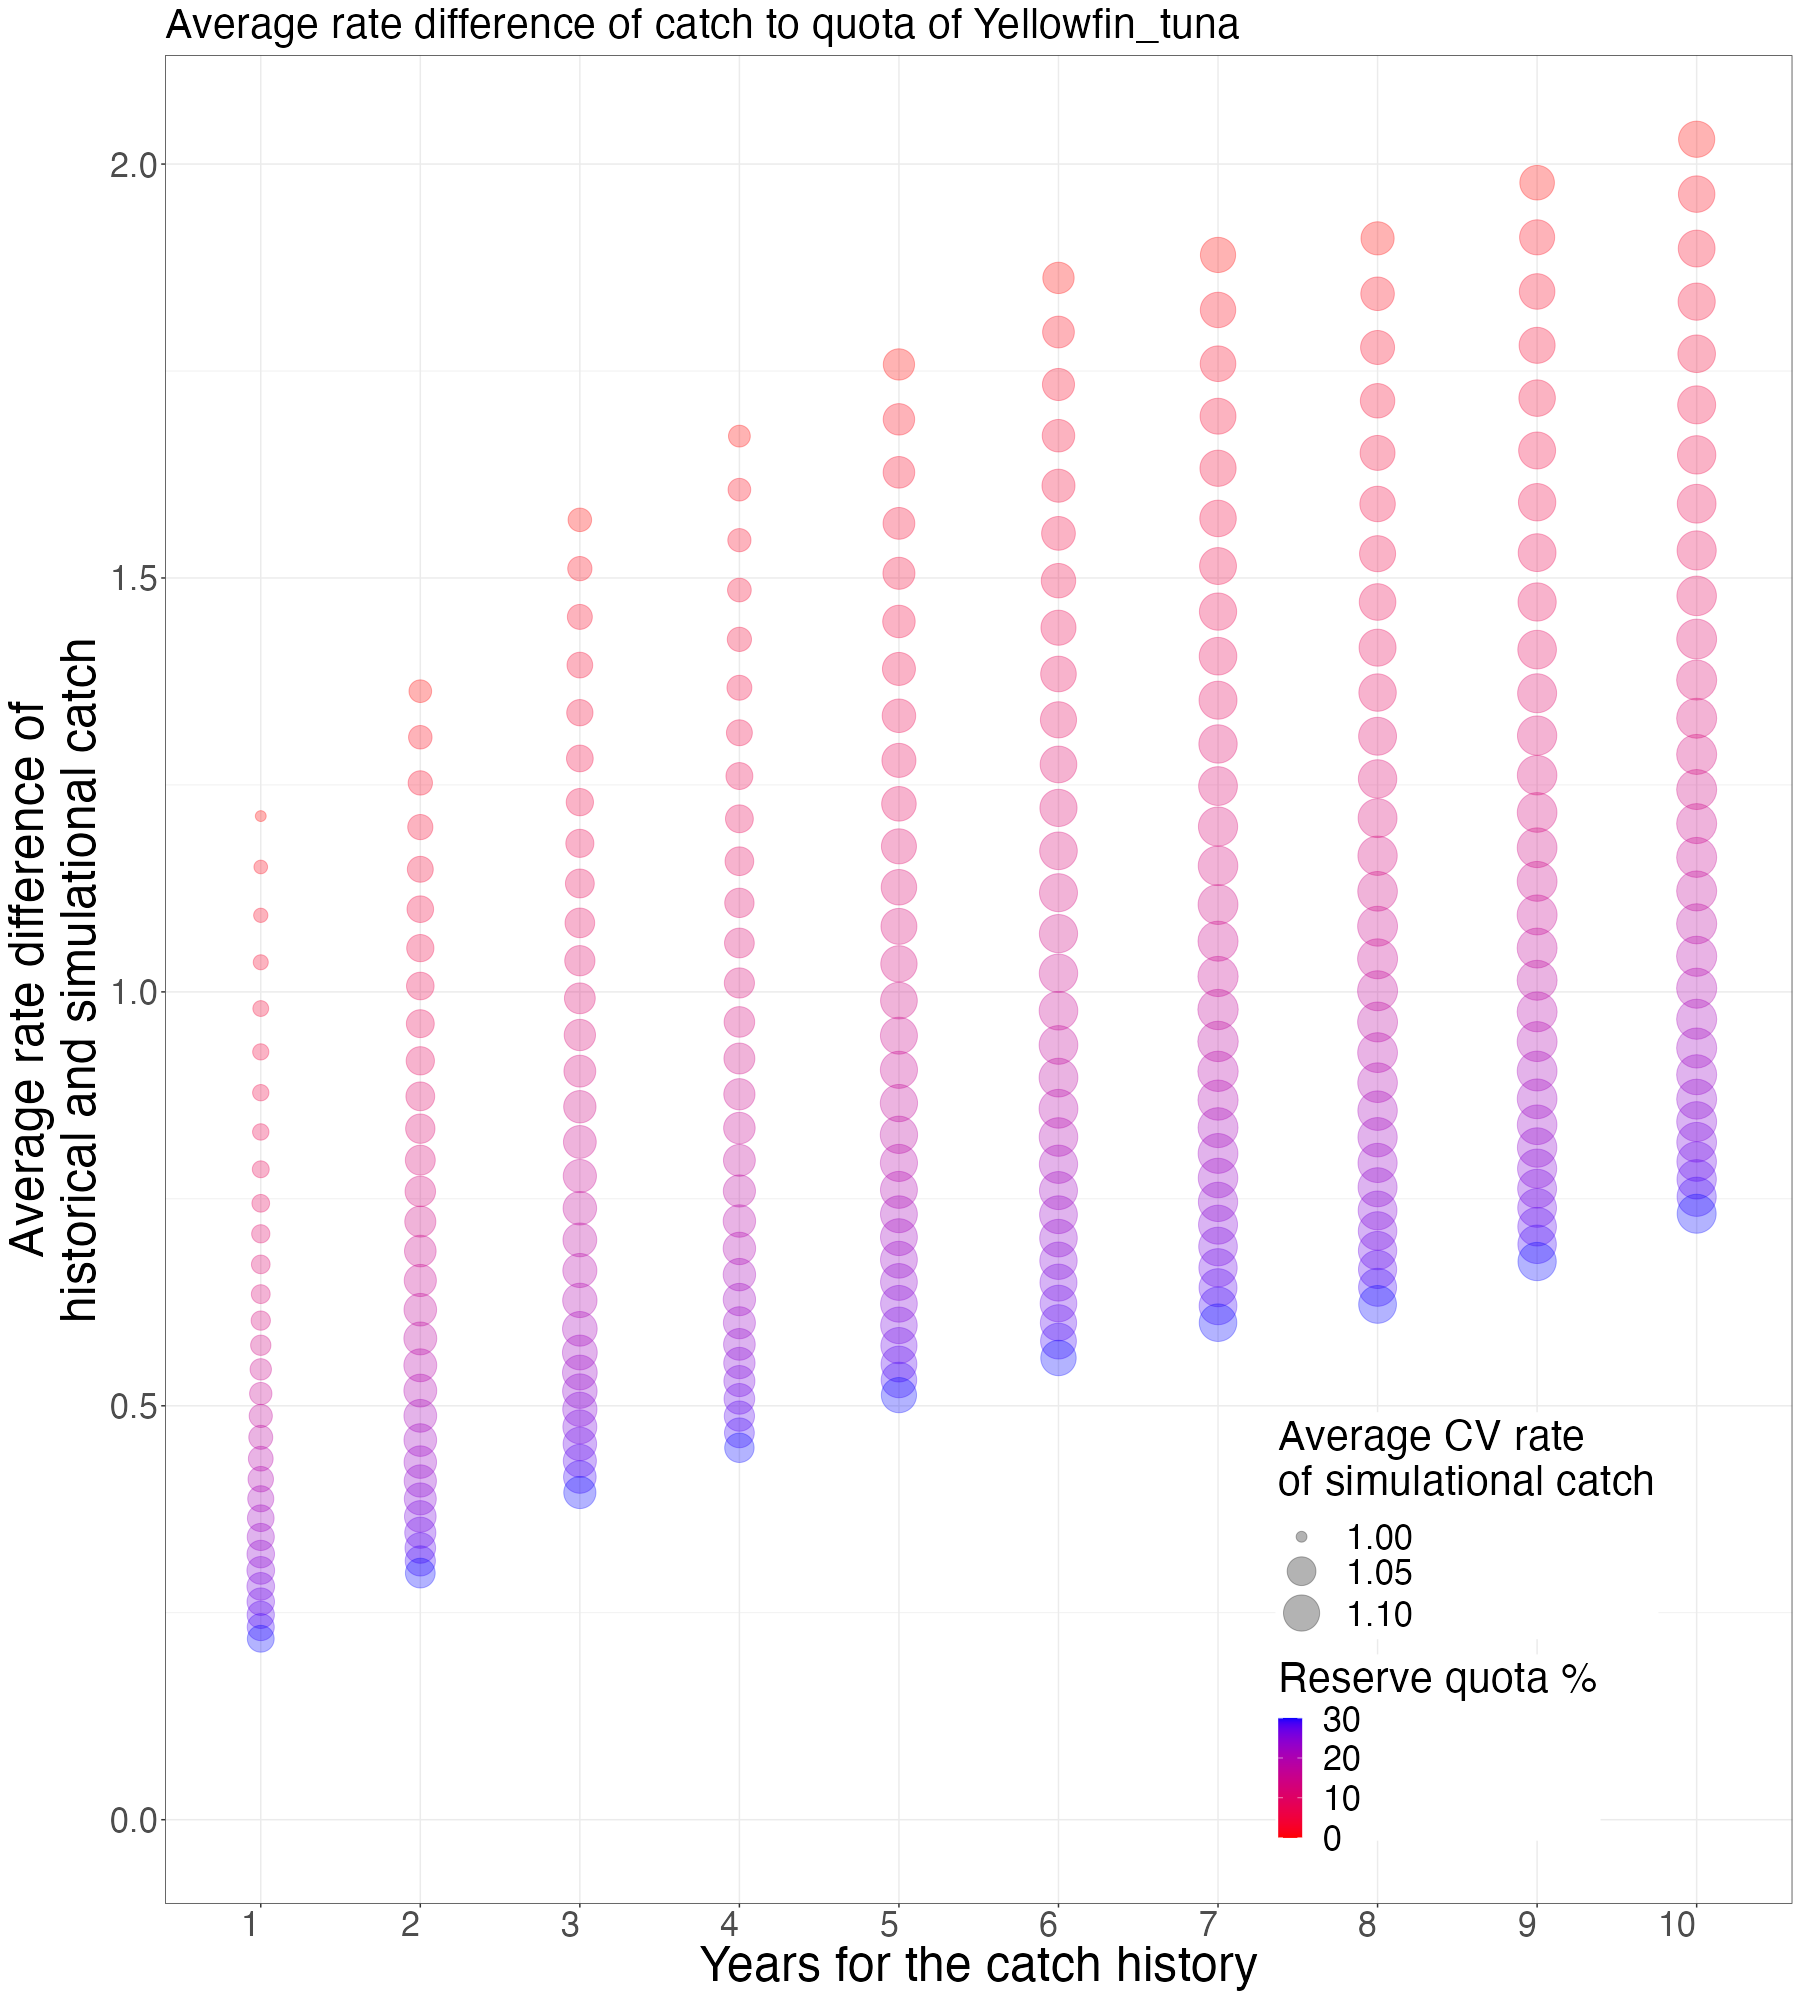 Average rate difference of catch to quota of Yellowfin_tuna
Average rate difference of
historical and simulational catch
2.0
1.5
1.0
0.5
0.0
1 2 3 4 5 6 7 8 9 10
Years for the catch history
Average CV rate
of simulational catch
1.00
1.05
1.10
Reserve quota %
30
20
10
0